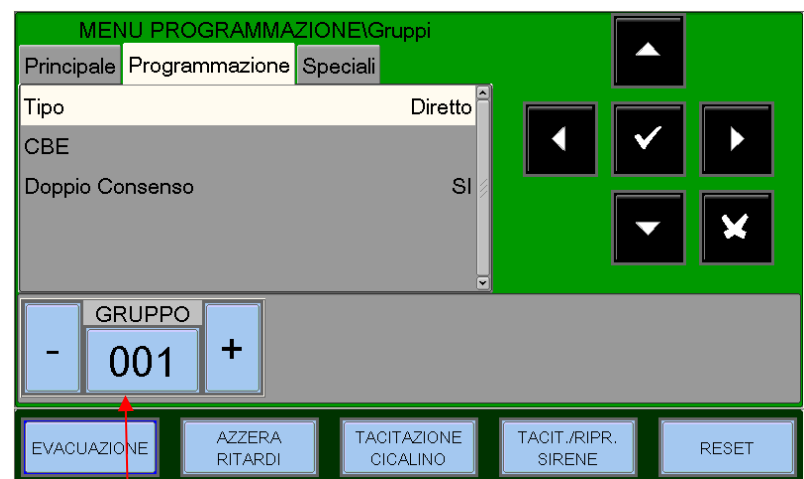 MENU PROGRAMMAZIONE\Gruppi
Principale Programmazione Speciali
Tipo Diretto
CBE
Doppio Consenso SI
GRUPPO
- 001 +
EVACUAZIONE
AZZERA
RITARDI
TACITAZIONE
CICALINO
TACIT./RIPR.
SIRENE
RESET